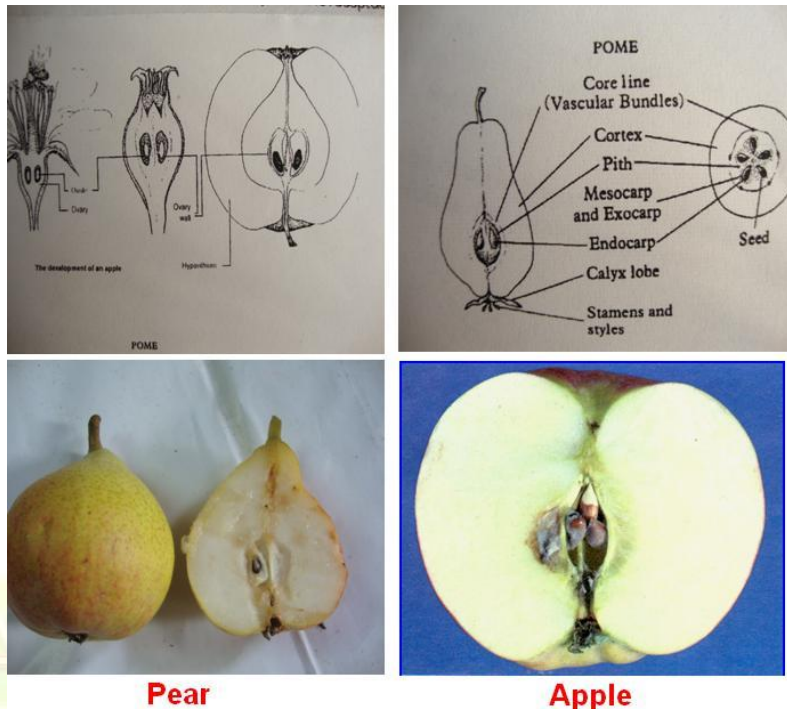 Ovary
Ovary
wall
Hypanthium
The development of an apple
POME
POME
Core line
(Vascular Bundles)
Cortex
Pith
Mesocarp
and Exocarp
Endocarp
Seed
Calyx lobe
Stamens and
styles
Pear
Apple